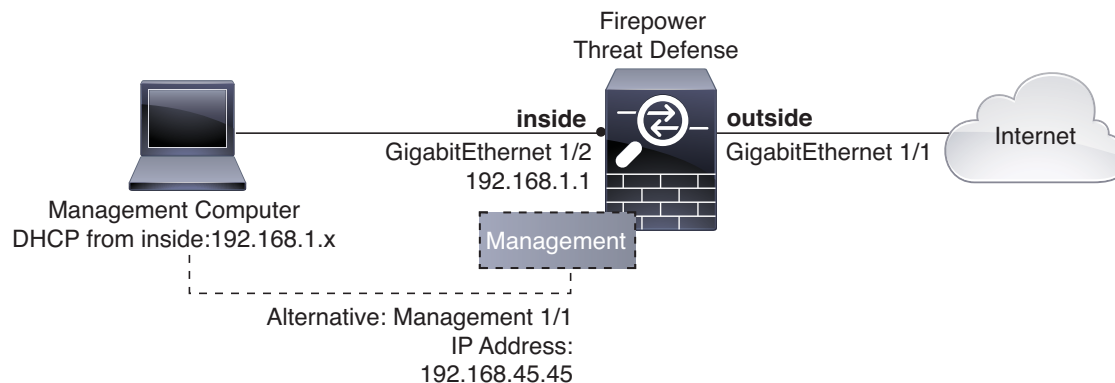 Firepower
Threat Defense
inside
outside
GigabitEthernet 1/2
192.168.1.1
GigabitEthernet 1/1
Internet
Management Computer
DHCP from inside:192.168.1.x
Management
Alternative: Management 1/1
IP Address:
192.168.45.45